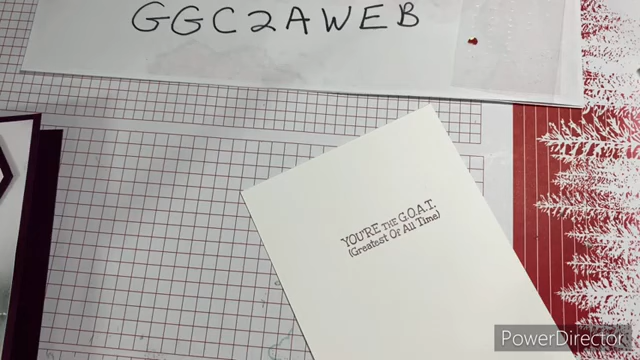 GGC2AWEB
YOU'RE THE G.O.A.T.
(Greatest Of All Time)
PowerDirector